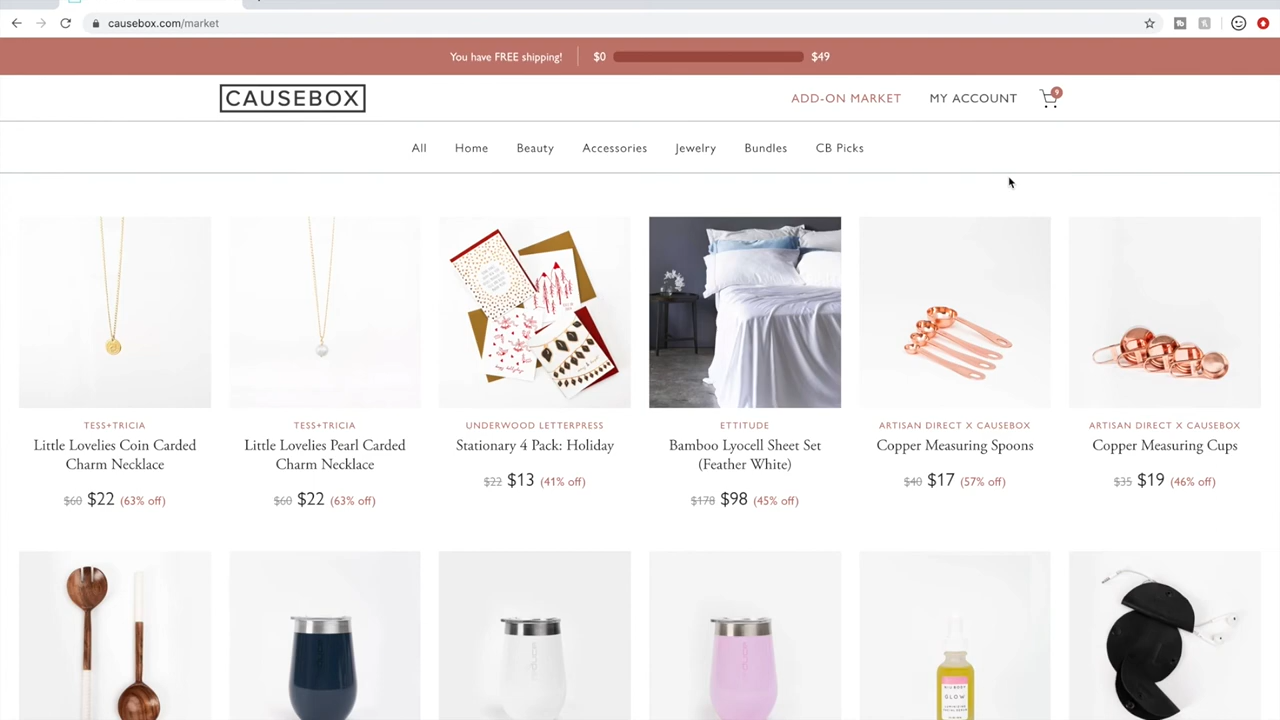 causebox.com/market
You have FREE shipping! $0 $49
CAUSEBOX
ADD-ON MARKET MY ACCOUNT 9
All Home Beauty Accessories Jewelry Bundles CB Picks
TESS+TRICIA
Little Lovelies Coin Carded
Charm Necklace
$60 $22 (63% off)
TESS+TRICIA
Little Lovelies Pearl Carded
Charm Necklace
$60 $22 (63% off)
UNDERWOOD LETTERPRESS
Stationary 4 Pack: Holiday
$22 $13 (41% off)
ETTITUDE
Bamboo Lyocell Sheet Set
(Feather White)
$178 $98 (45% off)
ARTISAN DIRECT X CAUSEBOX
Copper Measuring Spoons
$40 $17 (57% off)
ARTISAN DIRECT X CAUSEBOX
Copper Measuring Cups
$35 $19 (46% off)
GLOW